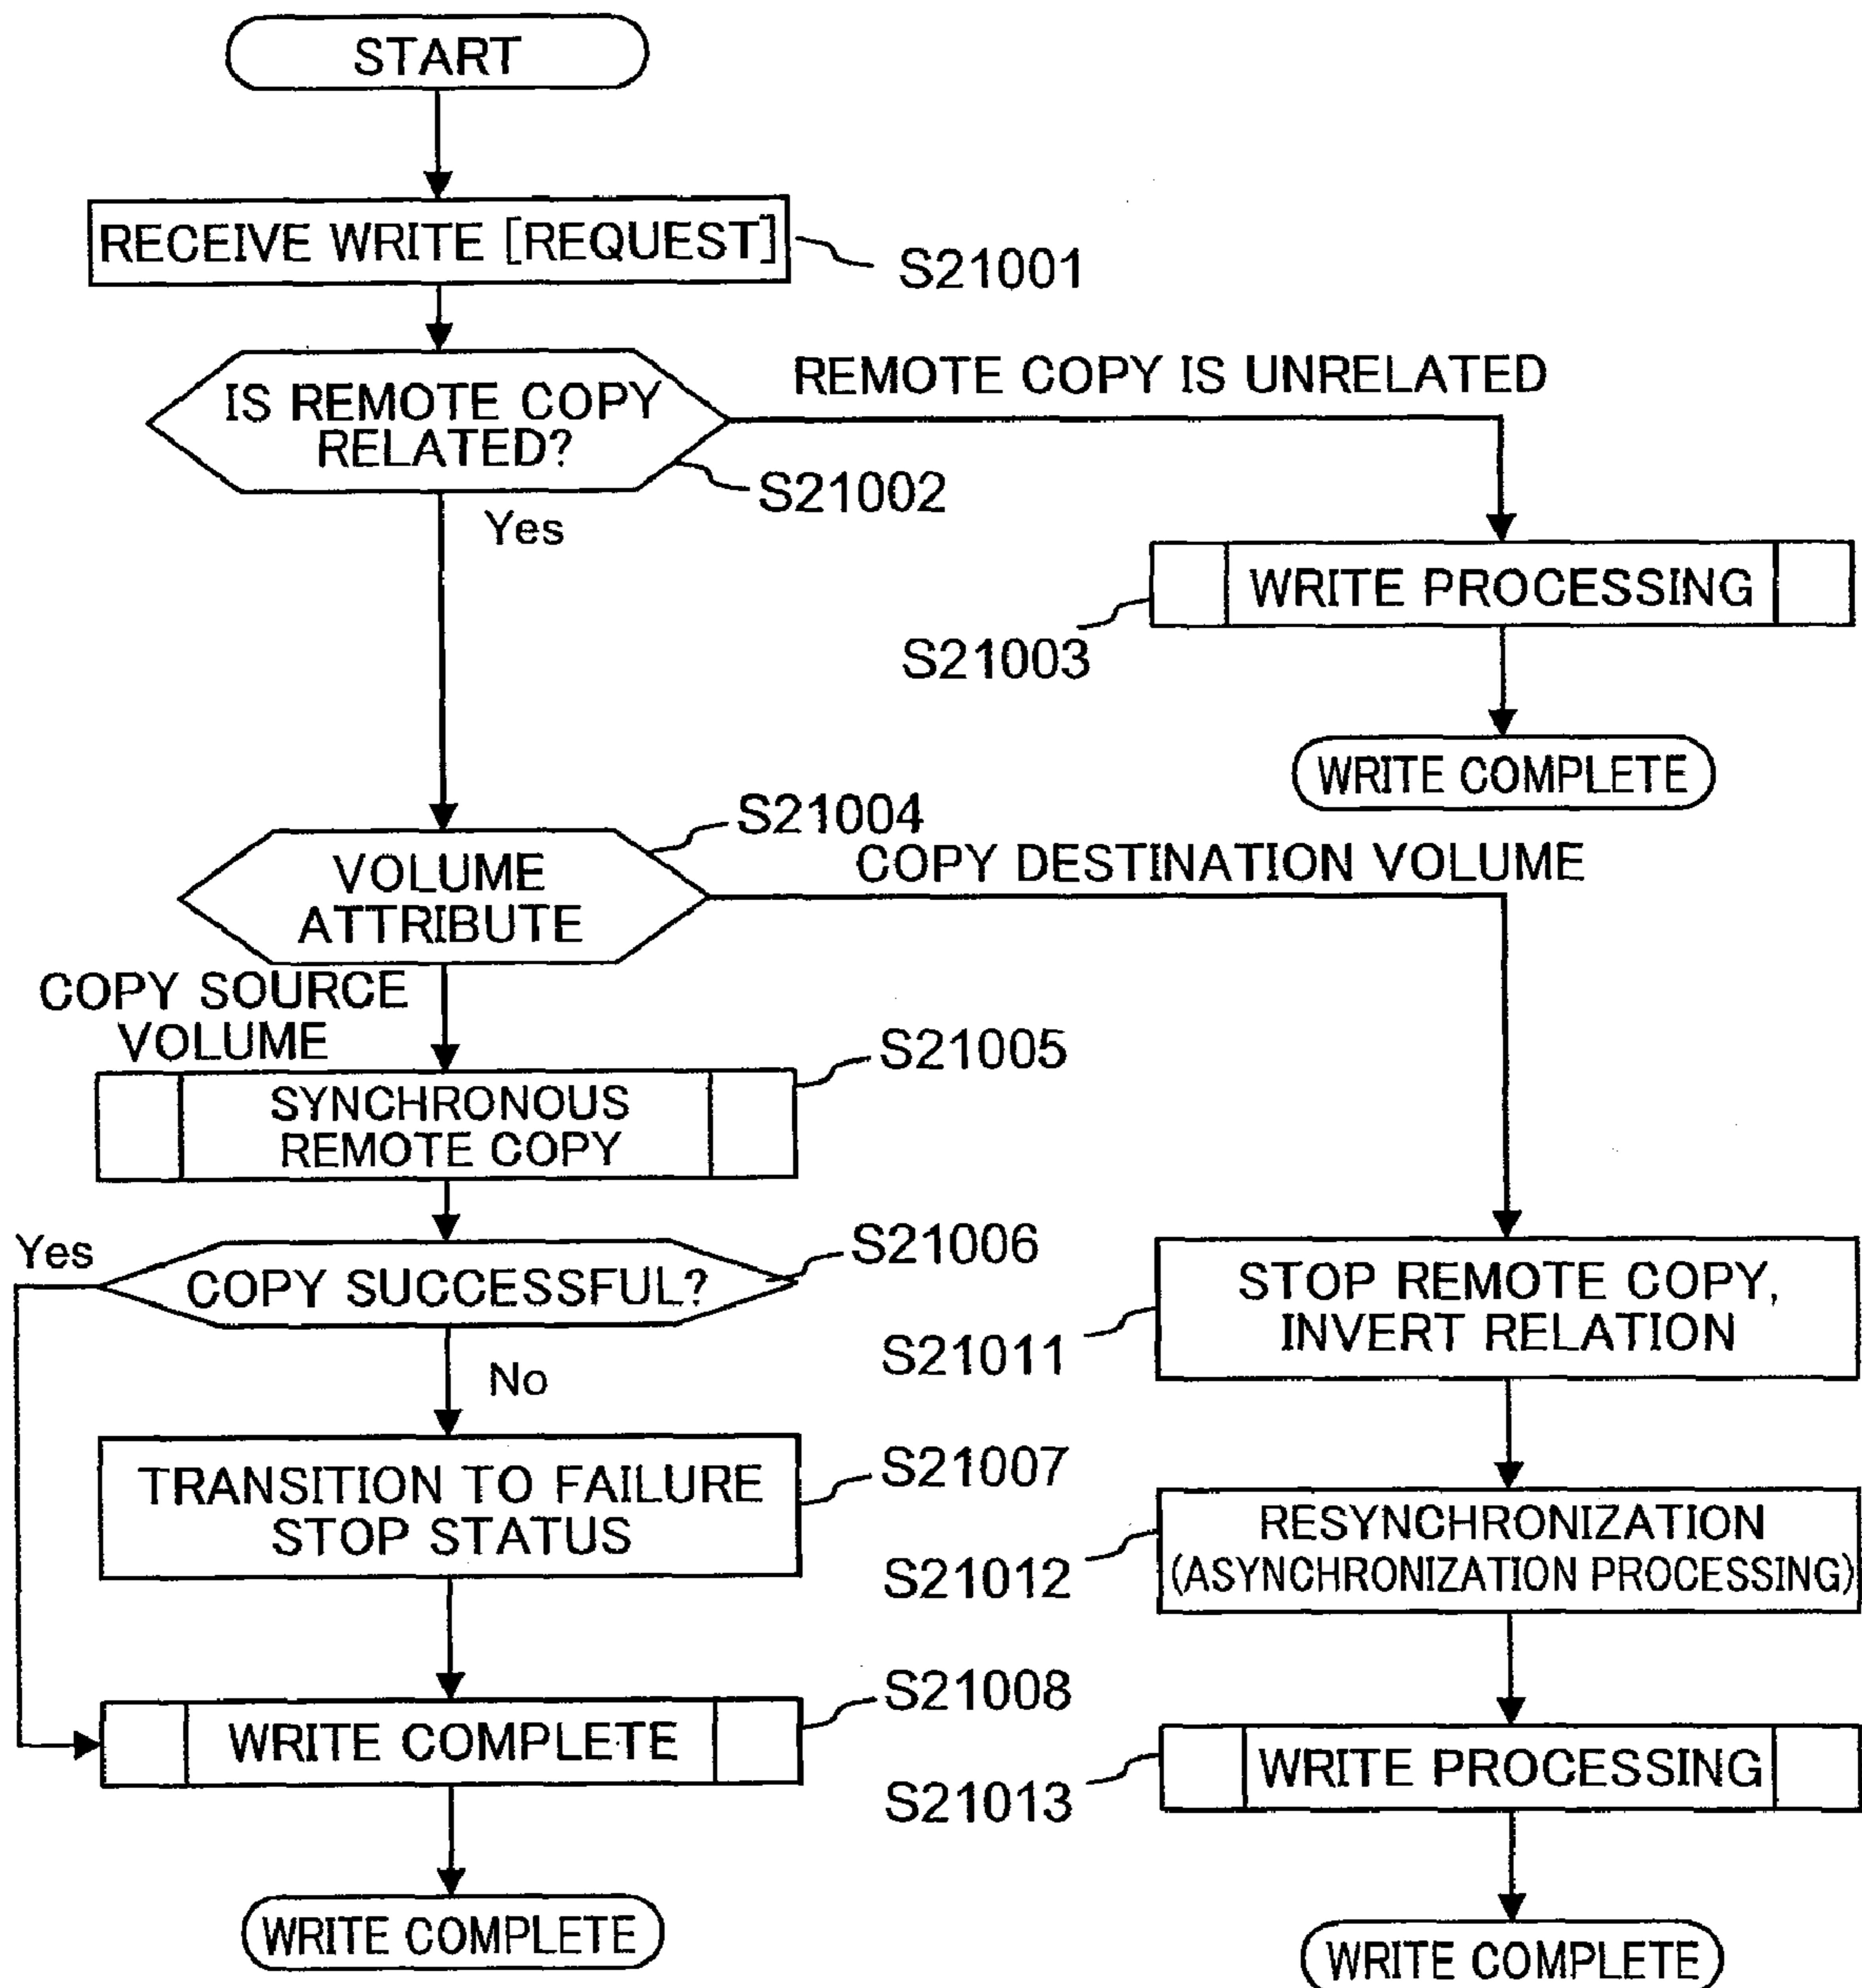 START
RECEIVE WRITE [REQUEST]
S21001
IS REMOTE COPY
RELATED?
S21002
REMOTE COPY IS UNRELATED
Yes
WRITE PROCESSING
S21003
WRITE COMPLETE
VOLUME
ATTRIBUTE
S21004
COPY DESTINATION VOLUME
COPY SOURCE
VOLUME
SYNCHRONOUS
REMOTE COPY
S21005
COPY SUCCESSFUL?
S21006
Yes
No
TRANSITION TO FAILURE
STOP STATUS
S21007
WRITE COMPLETE
S21008
WRITE COMPLETE
STOP REMOTE COPY,
INVERT RELATION
S21011
RESYNCHRONIZATION
(ASYNCHRONIZATION PROCESSING)
S21012
WRITE PROCESSING
S21013
WRITE COMPLETE